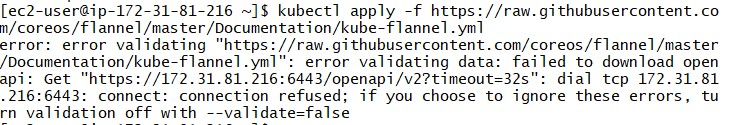 [ec2-user@ip-172-31-81-216 ~]$ kubectl apply -f https://raw.githubusercontent.co
m/coreos/flannel/master/Documentation/kube-flannel.yml
error: error validating "https://raw.githubusercontent.com/coreos/flannel/master
/Documentation/kube-flannel.yml": error validating data: failed to download open
api: Get "https://172.31.81.216:6443/openapi/v2?timeout=32s": dial tcp 172.31.81
.216:6443: connect: connection refused; if you choose to ignore these errors, tu
rn validation off with --validate=false